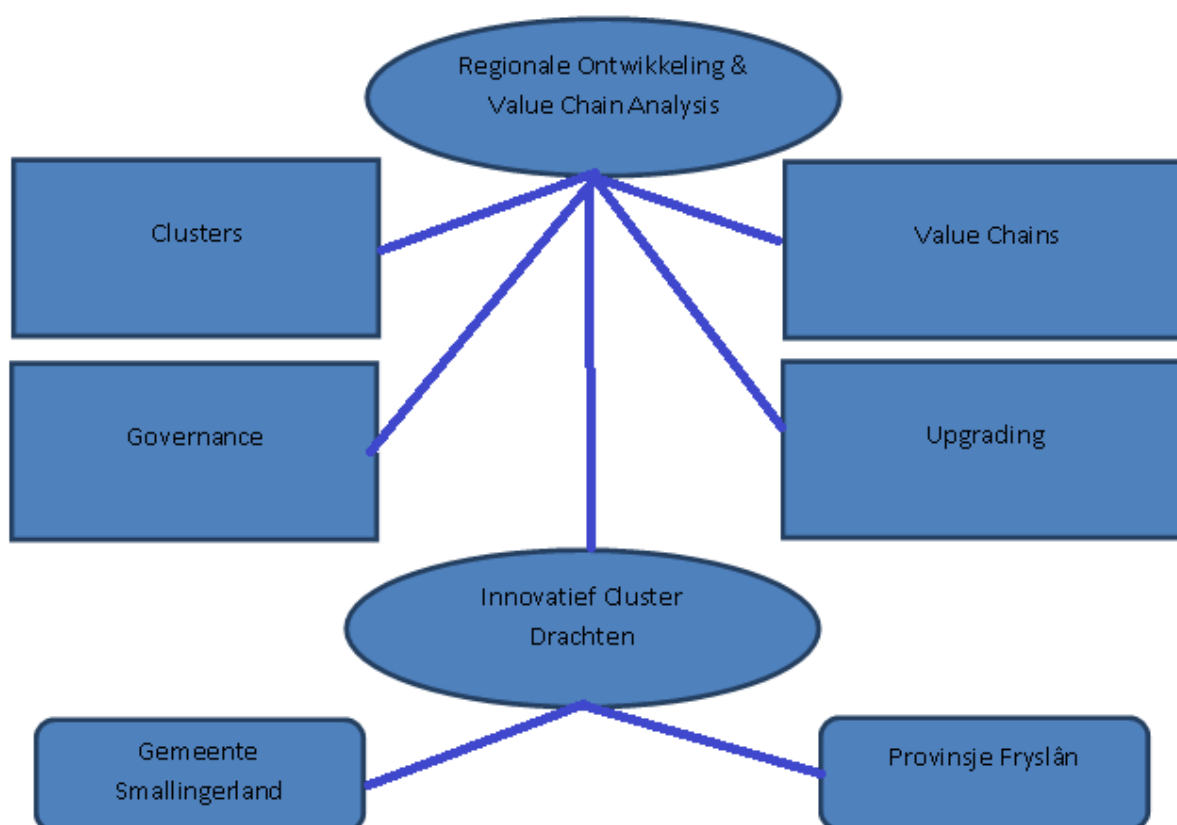 Regionale Ontwikkeling &
Value Chain Analysis
Clusters
Value Chains
Governance
Upgrading
Innovatief Cluster
Drachten
Gemeente
Smallingerland
Provinsje Fryslân